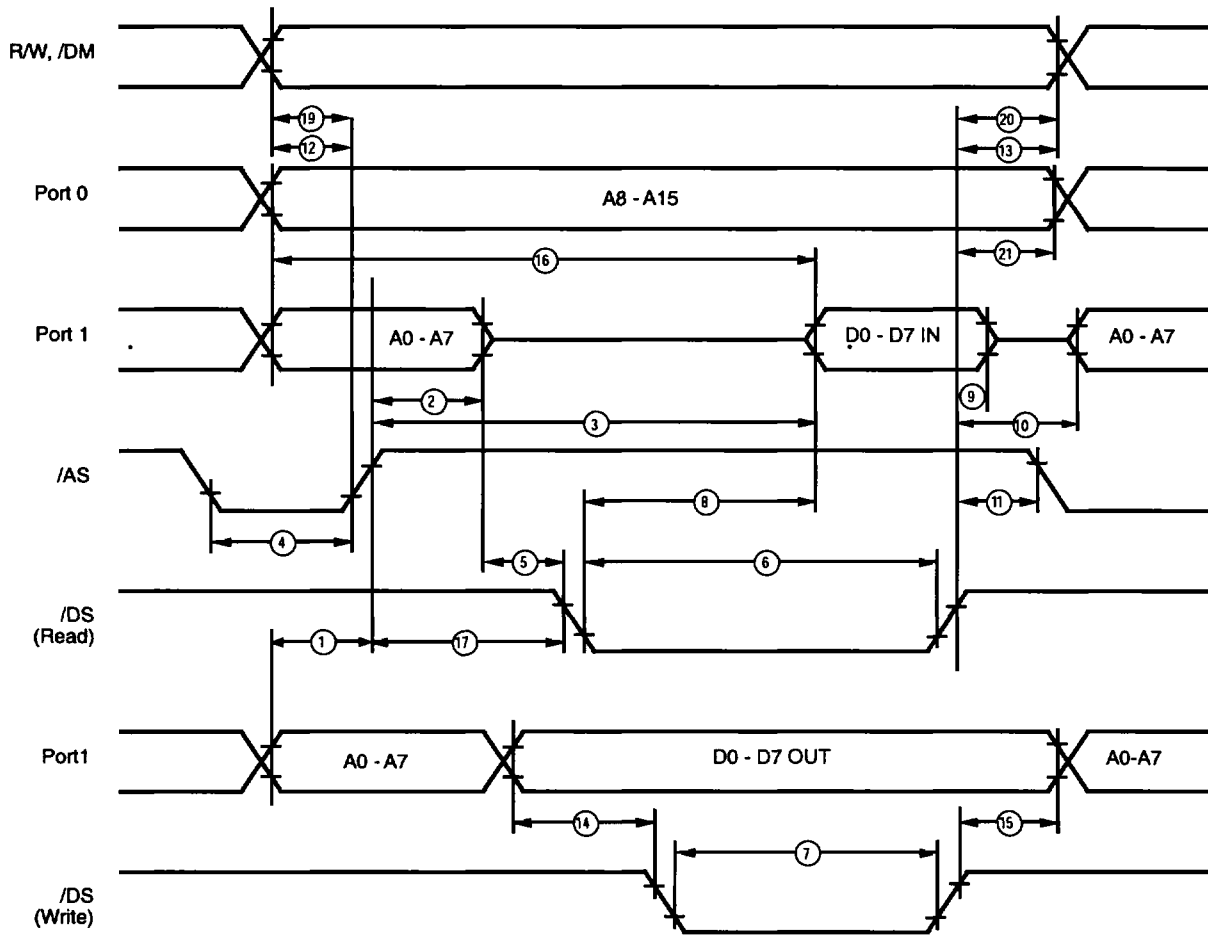 R/W, /DM
19
20
12
13
Port 0
A8 - A15
16
21
Port 1
A0 - A7
D0 - D7 IN
A0 - A7
2
9
3
10
/AS
8
11
4
5
6
/DS
(Read)
1
17
Port1
A0 - A7
D0 - D7 OUT
A0-A7
14
15
7
/DS
(Write)